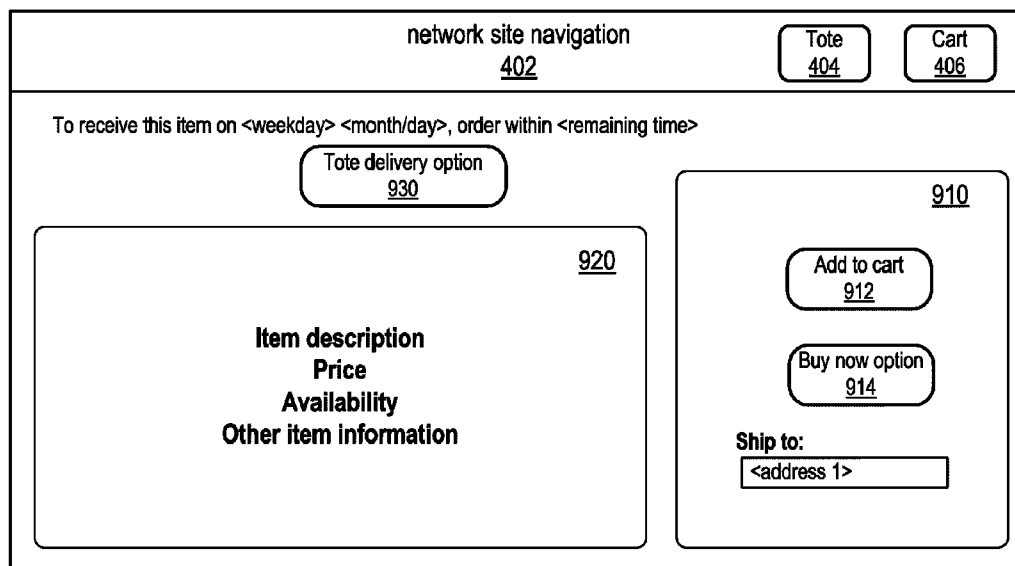 network site navigation
402
Tote
404
Cart
406
To receive this item on <weekday> <month/day>, order within <remaining time>
Tote delivery option
930
920
Item description
Price
Availability
Other item information
910
Add to cart
912
Buy now option
914
Ship to:
<address 1>